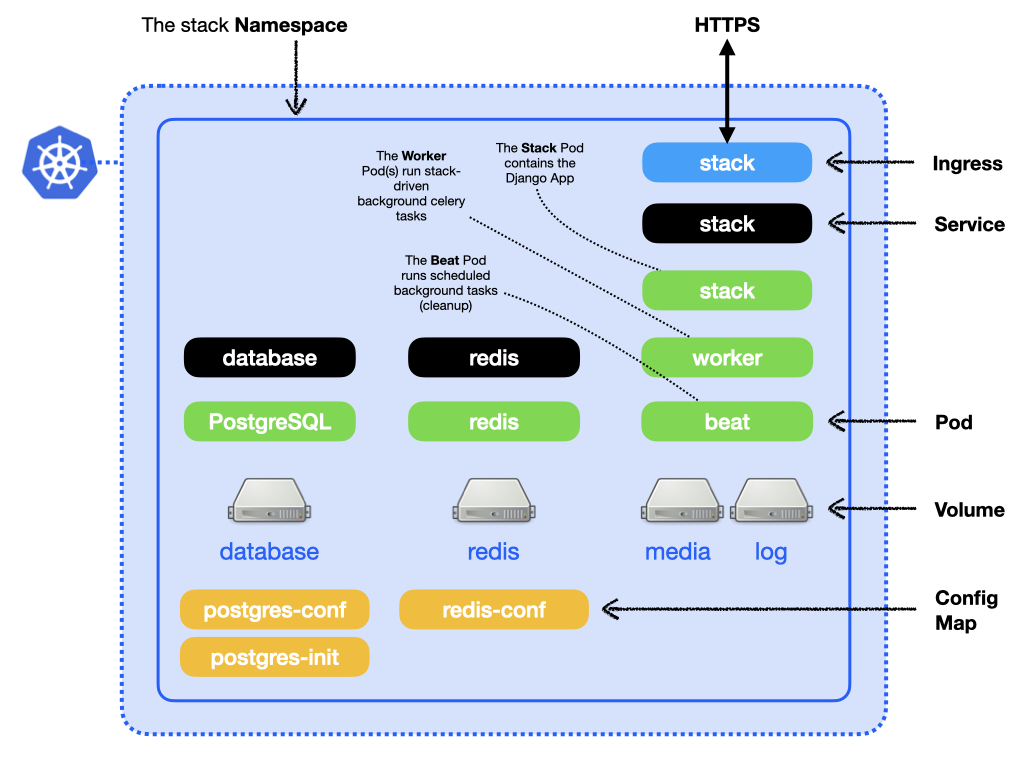 The stack Namespace
HTTPS
The Worker
Pod(s) run stack-
driven
background celery
tasks
The Stack Pod
contains the
Django App
stack
Ingress
stack
Service
The Beat Pod
runs scheduled
background tasks
(cleanup)
stack
database
redis
worker
PostgreSQL
redis
beat
Pod
Volume
database
redis
media
log
postgres-conf
redis-conf
Config
Map
postgres-init